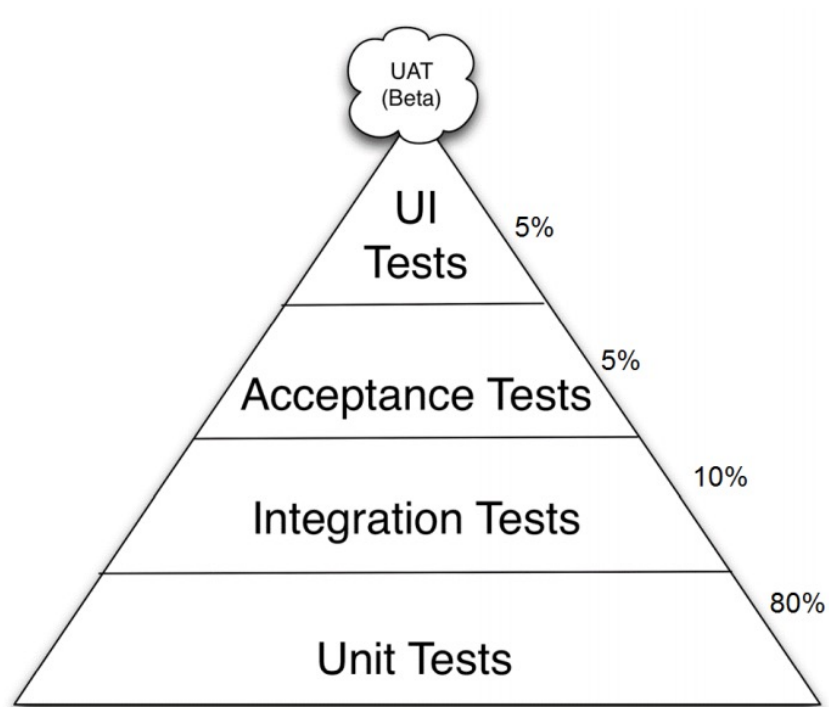 UAT
(Beta)
UI
Tests
5%
Acceptance Tests
5%
Integration Tests
10%
Unit Tests
80%